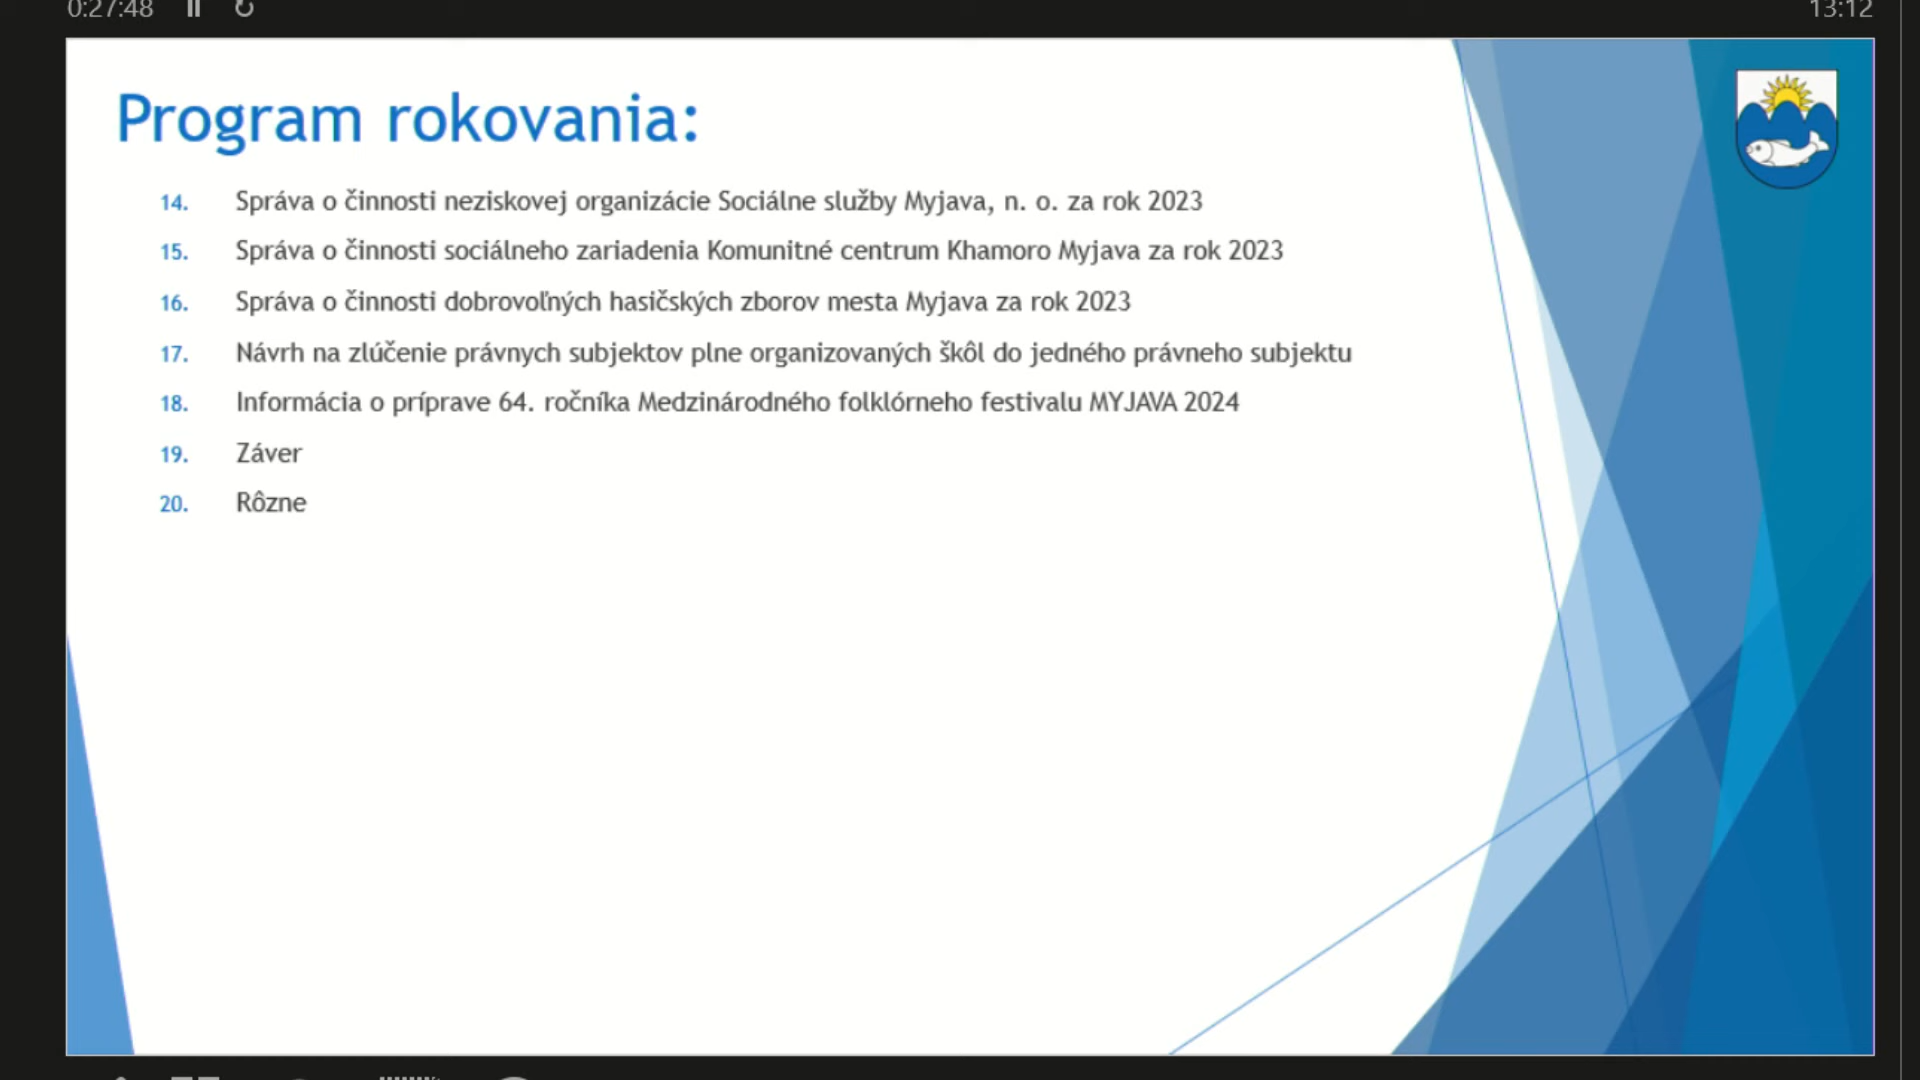 0:27:48
13:12
Program rokovania:
14. Správa o činnosti neziskovej organizácie Sociálne služby Myjava, n. o. za rok 2023
15. Správa o činnosti sociálneho zariadenia Komunitné centrum Khamoro Myjava za rok 2023
16. Správa o činnosti dobrovoľných hasičských zborov mesta Myjava za rok 2023
17. Návrh na zlúčenie právnych subjektov plne organizovaných škôl do jedného právneho subjektu
18. Informácia o príprave 64. ročníka Medzinárodného folklórneho festivalu MYJAVA 2024
19. Záver
20. Rôzne